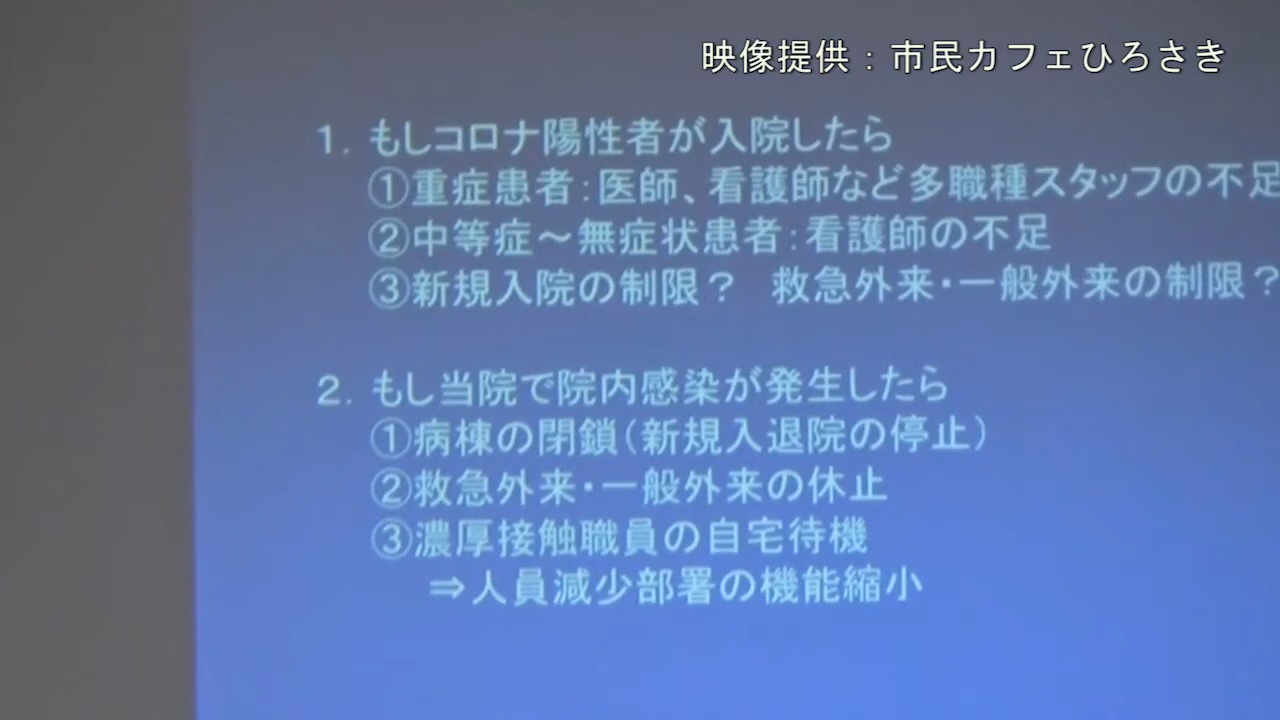 映像提供：市民カフェひろさき
１．もしコロナ陽性者が入院したら
①重症患者：医師、看護師など多職種スタッフの不足
②中等症～無症状患者：看護師の不足
③新規入院の制限？　救急外来・一般外来の制限？
２．もし当院で院内感染が発生したら
①病棟の閉鎖（新規入退院の停止）
②救急外来・一般外来の休止
③濃厚接触職員の自宅待機
⇒人員減少部署の機能縮小